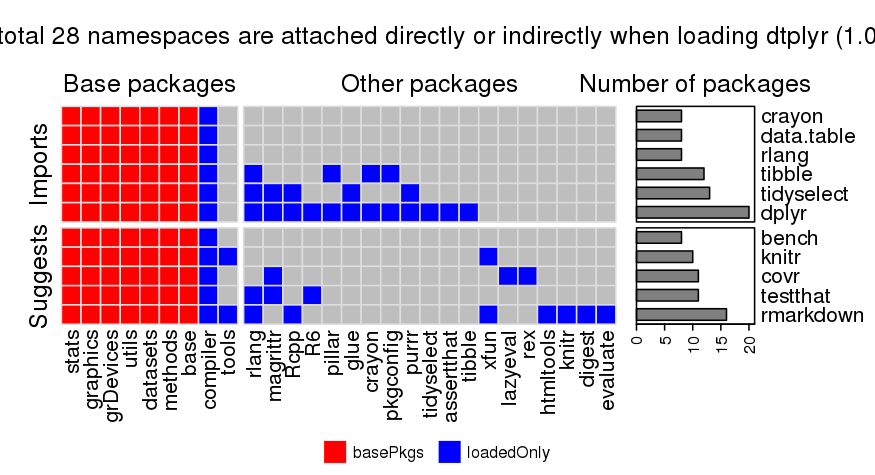 total 28 namespaces are attached directly or indirectly when loading dtplyr (1.0
Base packages
Other packages
Number of packages
Imports
Suggests
crayon
data.table
rlang
tibble
tidyselect
dplyr
bench
knitr
covr
testthat
rmarkdown
0
5
10
15
20
stats
graphics
grDevices
utils
datasets
methods
base
compiler
tools
rlang
magrittr
Rcpp
R6
pillar
glue
crayon
pkgconfig
purrr
tidyselect
assertthat
tibble
xfun
lazyeval
rex
htmltools
knitr
digest
evaluate
basePkgs
loadedOnly